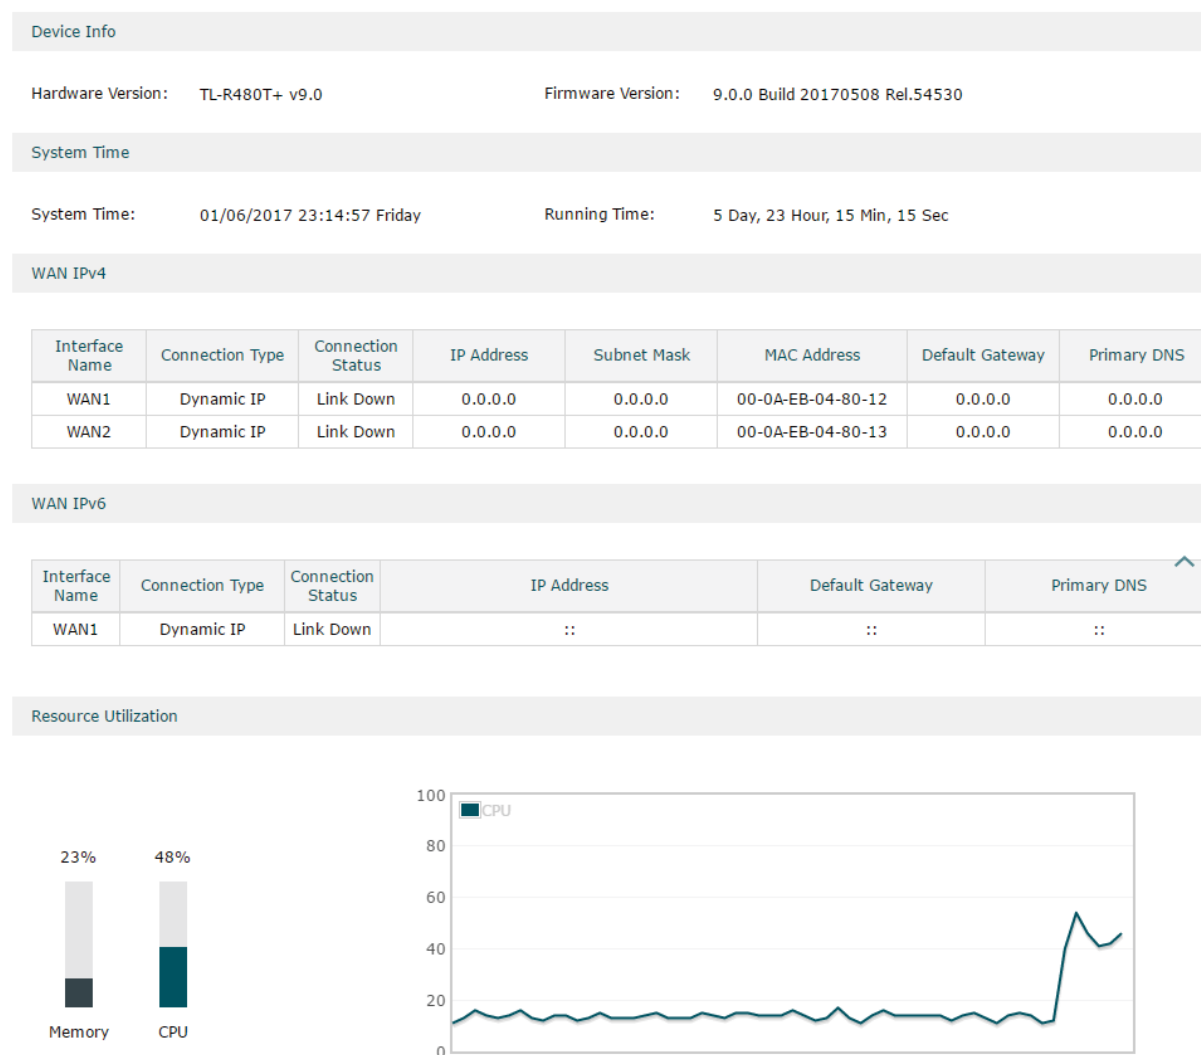 Device Info
Hardware Version: TL-R480T+ v9.0 Firmware Version: 9.0.0 Build 20170508 Rel.54530
System Time
System Time: 01/06/2017 23:14:57 Friday Running Time: 5 Day, 23 Hour, 15 Min, 15 Sec
WAN IPv4
Interface Name Connection Type Connection Status IP Address Subnet Mask MAC Address Default Gateway Primary DNS
WAN1 Dynamic IP Link Down 0.0.0.0 0.0.0.0 00-0A-EB-04-80-12 0.0.0.0 0.0.0.0
WAN2 Dynamic IP Link Down 0.0.0.0 0.0.0.0 00-0A-EB-04-80-13 0.0.0.0 0.0.0.0
WAN IPv6
Interface Name Connection Type Connection Status IP Address Default Gateway Primary DNS
WAN1 Dynamic IP Link Down :: :: ::
Resource Utilization
23% 48%
Memory CPU
100
CPU
80
60
40
20
0